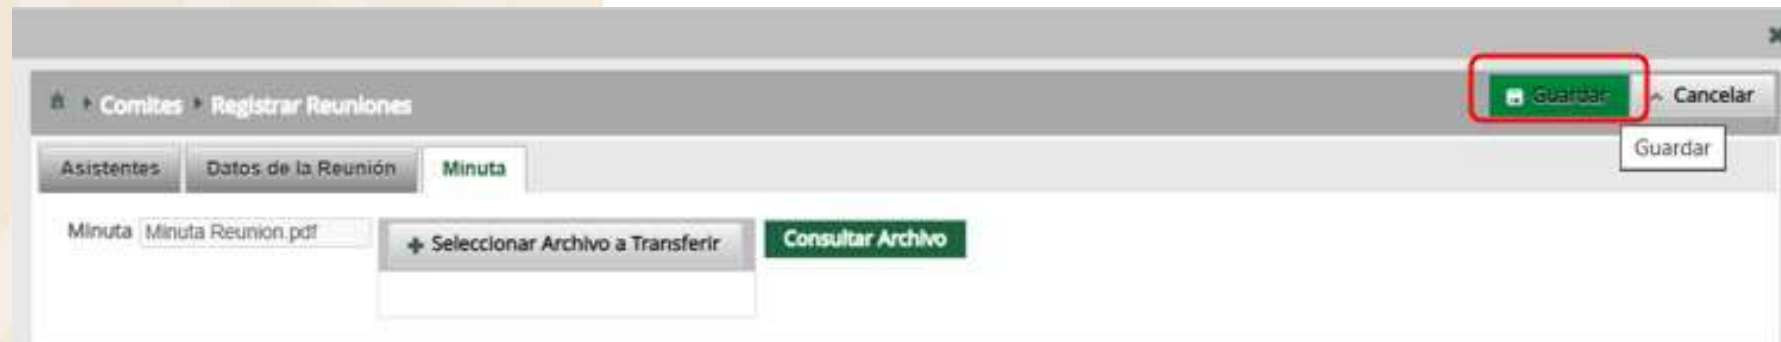 Comites Registrar Reuniones
Guardar Cancelar
Guardar
Asistentes Datos de la Reunión Minuta
Minuta Minuta Reunion.pdf + Seleccionar Archivo a Transferir Consultar Archivo